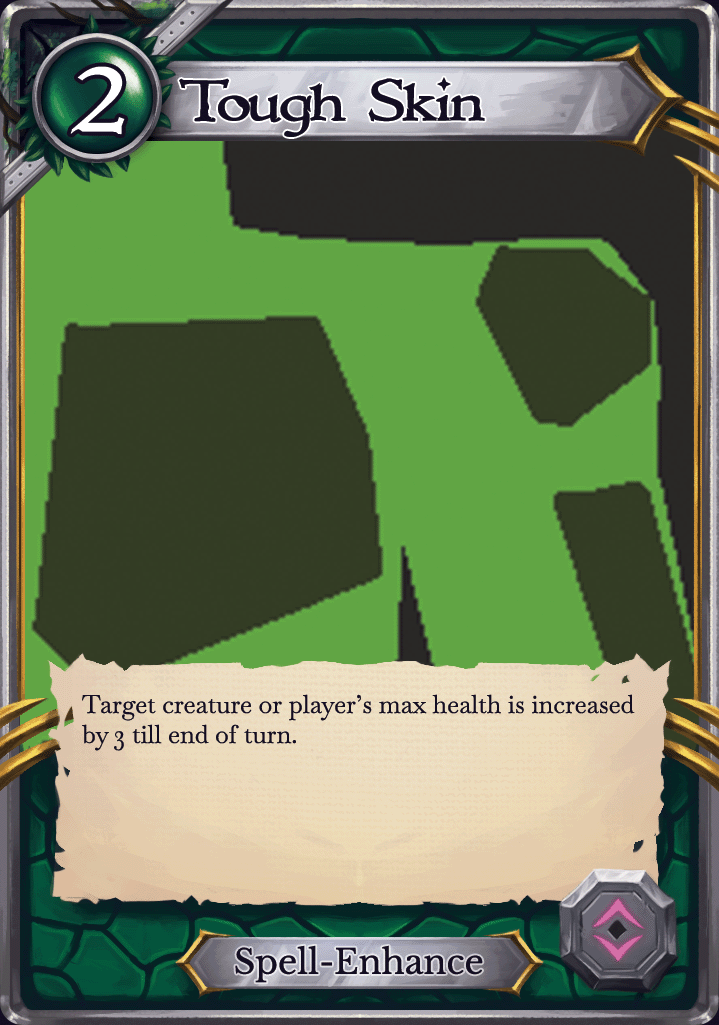 2
Tough Skin
Target creature or player's max health is increased
by 3 till end of turn.
Spell-Enhance